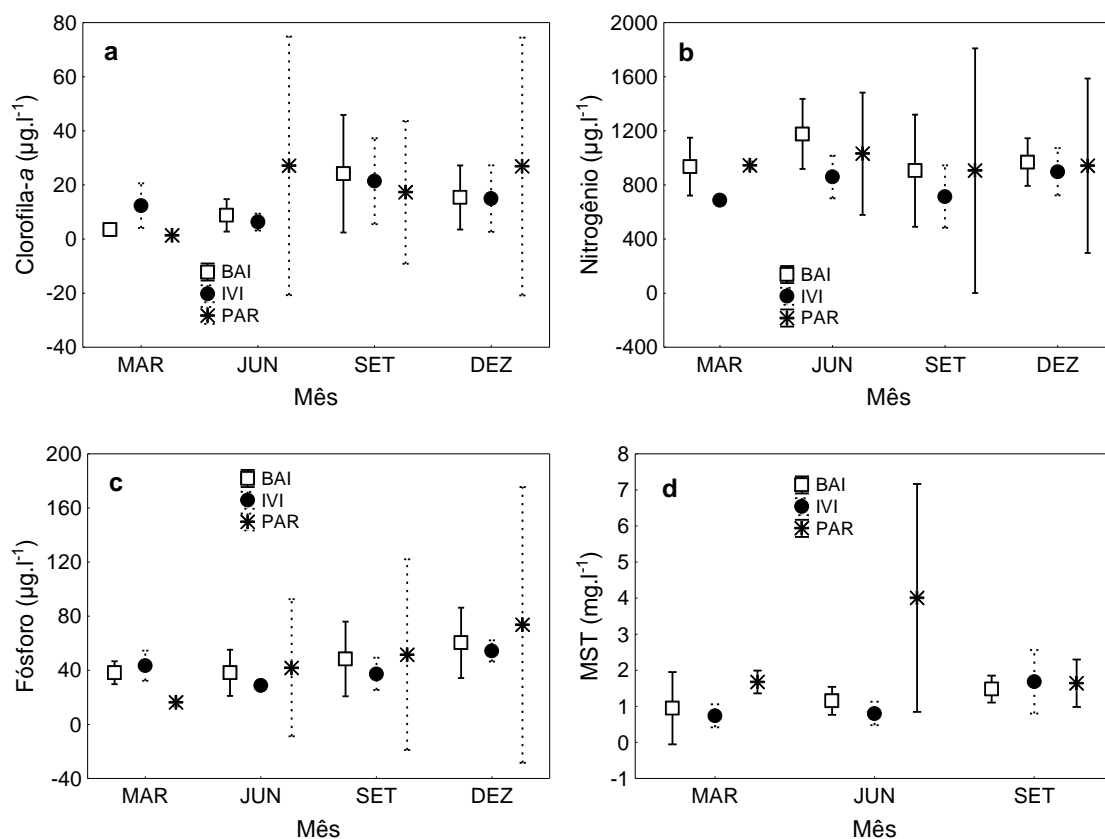 a
80
60
40
20
0
-20
-40
Clorofila-a (µg.l⁻¹)
BAI
IVI
PAR
MAR JUN SET DEZ
Mês
b
2000
1600
1200
800
400
0
-400
Nitrogênio (µg.l⁻¹)
BAI
IVI
PAR
MAR JUN SET DEZ
Mês
c
200
160
120
80
40
0
-40
Fósforo (µg.l⁻¹)
BAI
IVI
PAR
MAR JUN SET DEZ
Mês
d
8
7
6
5
4
3
2
1
0
-1
MST (mg.l⁻¹)
BAI
IVI
PAR
MAR JUN SET
Mês